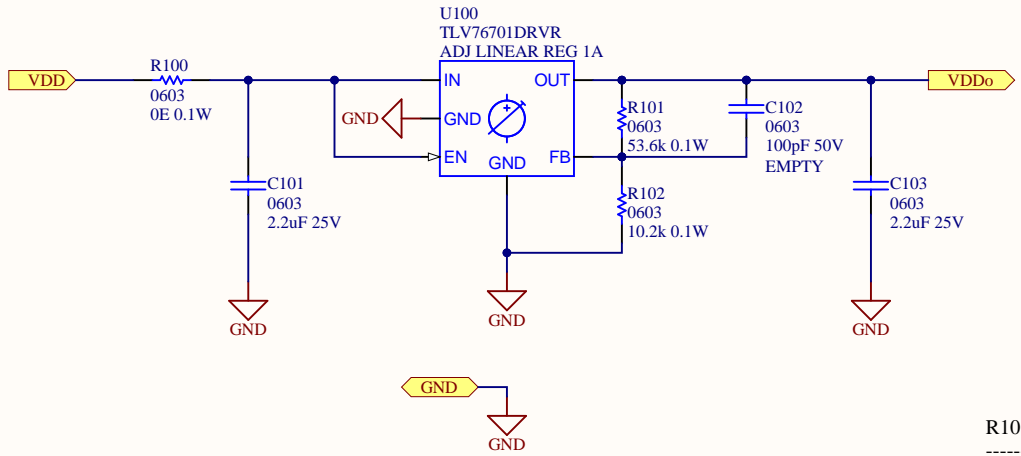 U100
TLV76701DRVR
ADJ LINEAR REG 1A
VDD
R100
0603
0E 0.1W
IN
OUT
VDDo
GND
GND
EN
GND
FB
R101
0603
53.6k 0.1W
C102
0603
100pF 50V
EMPTY
C101
0603
2.2uF 25V
R102
0603
10.2k 0.1W
C103
0603
2.2uF 25V
GND
GND
GND
GND
GND
R10
-----